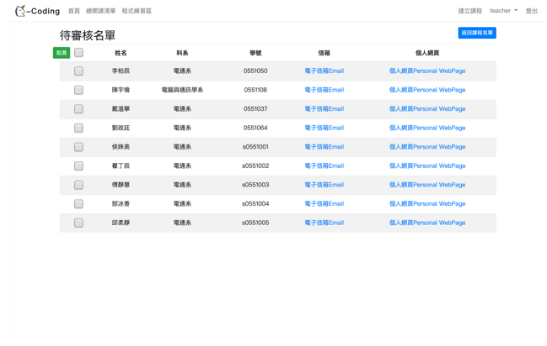 -Coding 首頁 總開課清單 程式練習區 建立課程 teacher 登出
待審核名單 返回課程名單
批准 姓名 科系 學號 信箱 個人網頁
李柏辰 電通系 0551050 電子信箱Email 個人網頁Personal WebPage
陳宇倫 電腦與通訊學系 0551108 電子信箱Email 個人網頁Personal WebPage
戴溫寧 電通系 0551037 電子信箱Email 個人網頁Personal WebPage
劉政廷 電通系 0551064 電子信箱Email 個人網頁Personal WebPage
侯姝美 電通系 s0551001 電子信箱Email 個人網頁Personal WebPage
丁辰 電通系 s0551002 電子信箱Email 個人網頁Personal WebPage
傅靜慧 電通系 s0551003 電子信箱Email 個人網頁Personal WebPage
冰香 電通系 s0551004 電子信箱Email 個人網頁Personal WebPage
邱柔靜 電通系 s0551005 電子信箱Email 個人網頁Personal WebPage